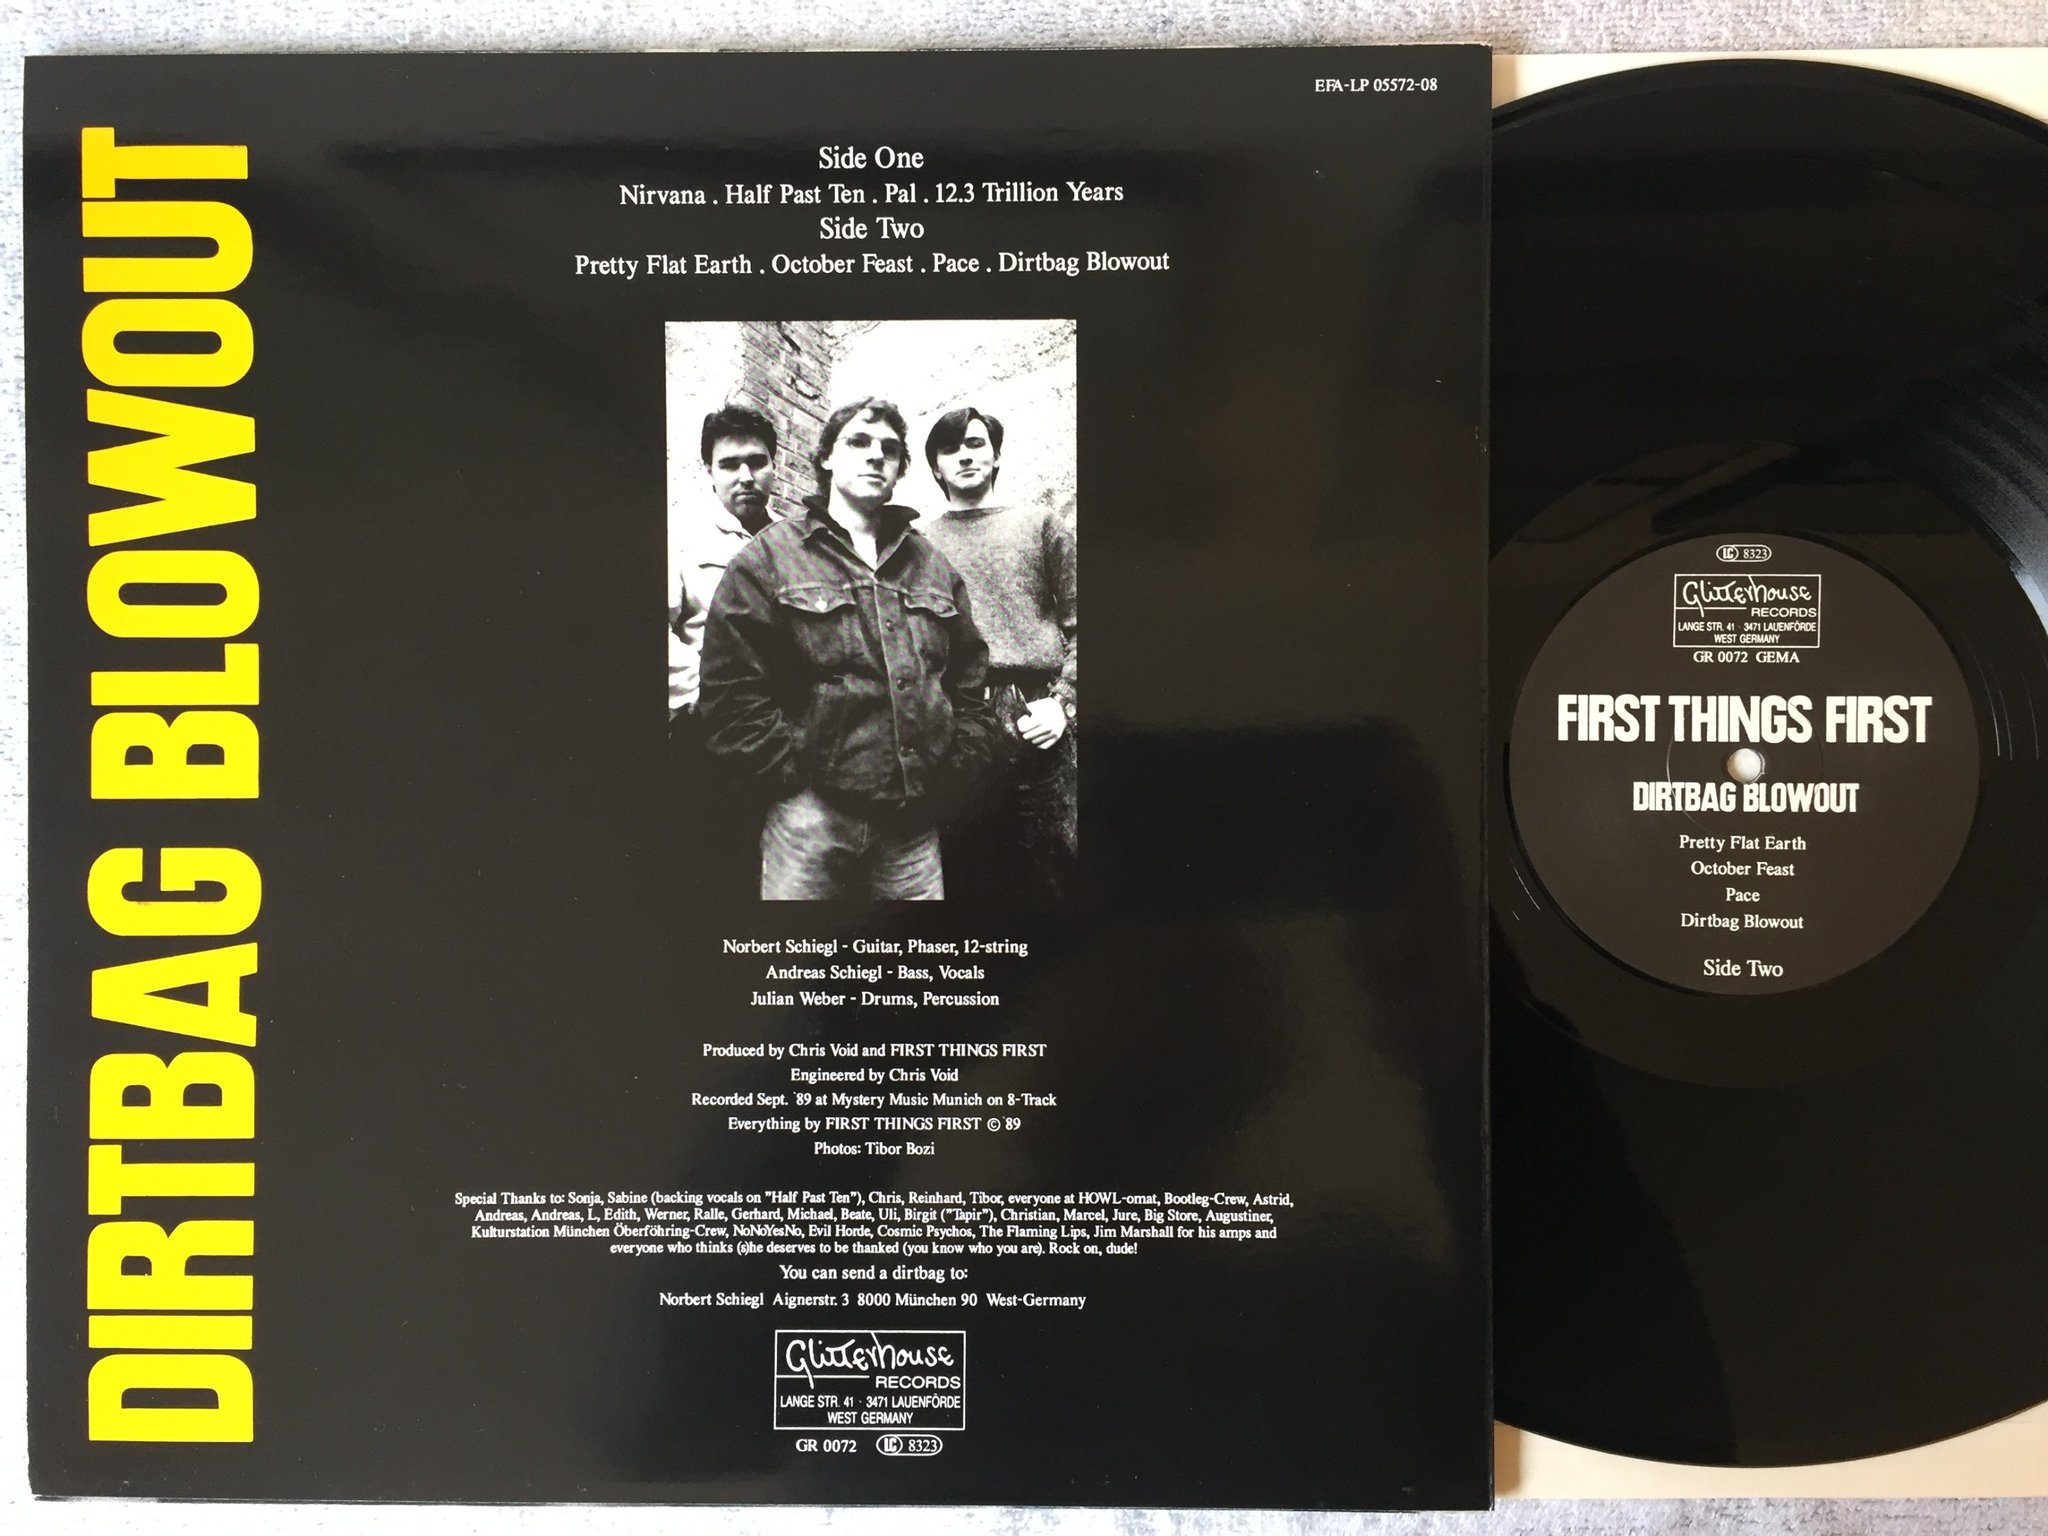 DIRTBAG BLOWOUT
EFA-LP 05572-08
Side One
Nirvana . Half Past Ten . Pal . 12.3 Trillion Years
Side Two
Pretty Flat Earth . October Feast . Pace . Dirtbag Blowout
Norbert Schiegl - Guitar, Phaser, 12-string
Andreas Schiegl - Bass, Vocals
Julian Weber - Drums, Percussion
Produced by Chris Void and FIRST THINGS FIRST
Engineered by Chris Void
Recorded Sept. `89 at Mystery Music Munich on 8-Track
Everything by FIRST THINGS FIRST © `89
Photos: Tibor Bozi
Special Thanks to: Sonja, Sabine (backing vocals on "Half Past Ten"), Chris, Reinhard, Tibor, everyone at HOWL-omat, Bootleg-Crew, Astrid,
Andreas, Andreas, L, Edith, Werner, Ralle, Gerhard, Michael, Beate, Uli, Birgit ("Tapir"), Christian, Marcel, Jure, Big Store, Augustiner,
Kulturstation München Öberföhring-Crew, NoNoYesNo, Evil Horde, Cosmic Psychos, The Flaming Lips, Jim Marshall for his amps and
everyone who thinks (s)he deserves to be thanked (you know who you are). Rock on, dude!
You can send a dirtbag to:
Norbert Schiegl Aignerstr. 3 8000 München 90 West-Germany
Glitterhouse
RECORDS
LANGE STR. 41 · 3471 LAUENFÖRDE
WEST GERMANY
GR 0072 LC 8323
LC 8323
Glitterhouse
RECORDS
LANGE STR. 41 · 3471 LAUENFÖRDE
WEST GERMANY
GR 0072 GEMA
FIRST THINGS FIRST
DIRTBAG BLOWOUT
Pretty Flat Earth
October Feast
Pace
Dirtbag Blowout
Side Two